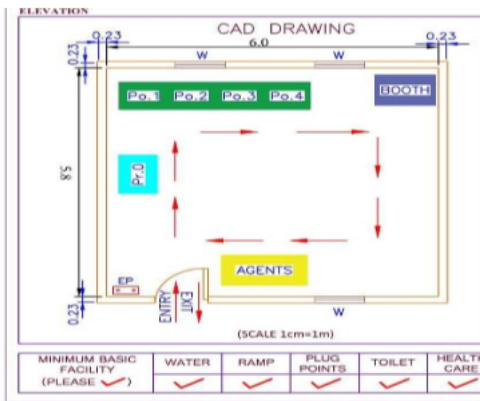 ELEVATION
CAD DRAWING
0.23
6.0
0.23
0.23
W
W
Po.1 Po.2 Po.3 Po.4
BOOTH
5.8
Pr.O
AGENTS
EP
ENTRY
EXIT
0.23
W
(SCALE 1cm=1m)
MINIMUM BASIC FACILITY (PLEASE ✓)
WATER
RAMP
PLUG POINTS
TOILET
HEALTH CARE